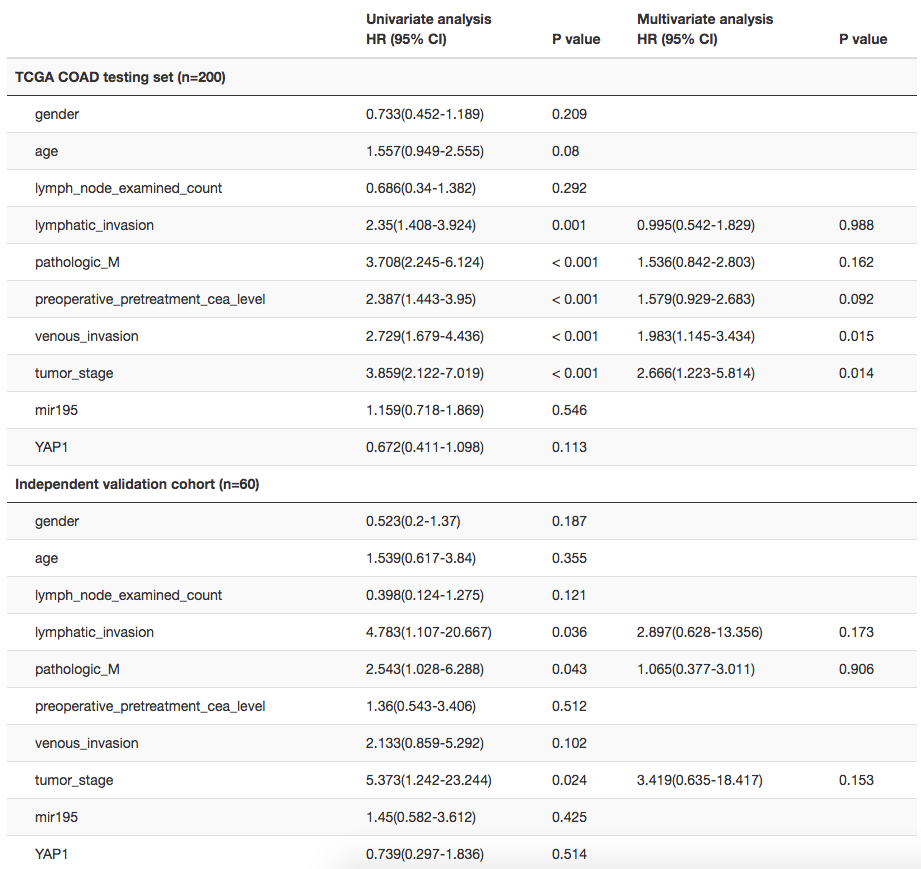 Univariate analysis Multivariate analysis
HR (95% CI) P value HR (95% CI) P value
TCGA COAD testing set (n=200)
gender 0.733(0.452-1.189) 0.209
age 1.557(0.949-2.555) 0.08
lymph_node_examined_count 0.686(0.34-1.382) 0.292
lymphatic_invasion 2.35(1.408-3.924) 0.001 0.995(0.542-1.829) 0.988
pathologic_M 3.708(2.245-6.124) < 0.001 1.536(0.842-2.803) 0.162
preoperative_pretreatment_cea_level 2.387(1.443-3.95) < 0.001 1.579(0.929-2.683) 0.092
venous_invasion 2.729(1.679-4.436) < 0.001 1.983(1.145-3.434) 0.015
tumor_stage 3.859(2.122-7.019) < 0.001 2.666(1.223-5.814) 0.014
mir195 1.159(0.718-1.869) 0.546
YAP1 0.672(0.411-1.098) 0.113
Independent validation cohort (n=60)
gender 0.523(0.2-1.37) 0.187
age 1.539(0.617-3.84) 0.355
lymph_node_examined_count 0.398(0.124-1.275) 0.121
lymphatic_invasion 4.783(1.107-20.667) 0.036 2.897(0.628-13.356) 0.173
pathologic_M 2.543(1.028-6.288) 0.043 1.065(0.377-3.011) 0.906
preoperative_pretreatment_cea_level 1.36(0.543-3.406) 0.512
venous_invasion 2.133(0.859-5.292) 0.102
tumor_stage 5.373(1.242-23.244) 0.024 3.419(0.635-18.417) 0.153
mir195 1.45(0.582-3.612) 0.425
YAP1 0.739(0.297-1.836) 0.514